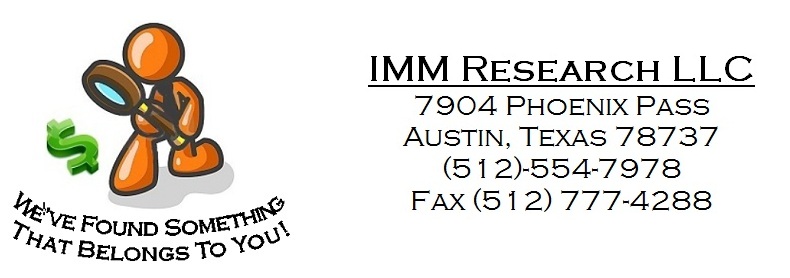 We've Found Something
That Belongs To You!
IMM Research LLC
7904 Phoenix Pass
Austin, Texas 78737
(512)-554-7978
Fax (512) 777-4288
$